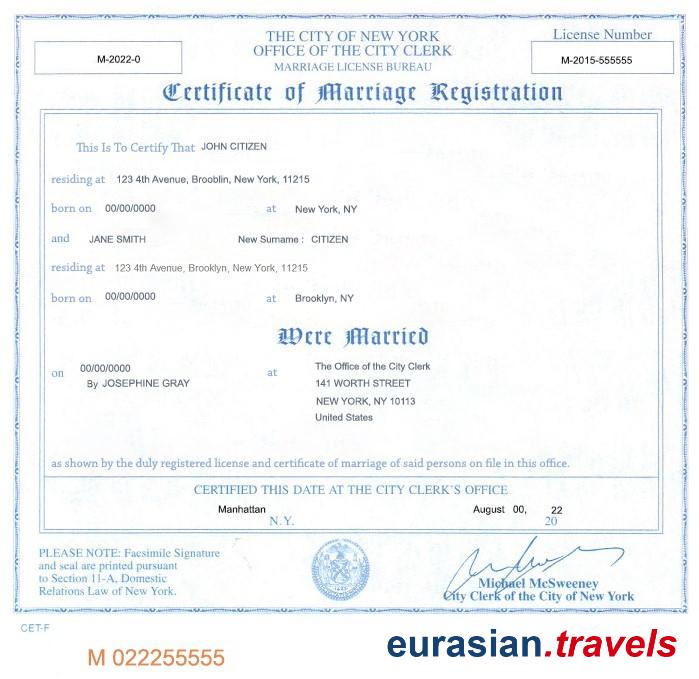 THE CITY OF NEW YORK
OFFICE OF THE CITY CLERK
MARRIAGE LICENSE BUREAU
License Number
M-2022-0
M-2015-555555
Certificate of Marriage Registration
This Is To Certify That JOHN CITIZEN
residing at 123 4th Avenue, Brooblin, New York, 11215
born on 00/00/0000 at New York, NY
and JANE SMITH New Surname : CITIZEN
residing at 123 4th Avenue, Brooklyn, New York, 11215
born on 00/00/0000 at Brooklyn, NY
Were Married
on 00/00/0000 at The Office of the City Clerk
By JOSEPHINE GRAY 141 WORTH STREET
NEW YORK, NY 10113
United States
as shown by the duly registered license and certificate of marriage of said persons on file in this office.
CERTIFIED THIS DATE AT THE CITY CLERK'S OFFICE
Manhattan August 00, 22
N.Y. 20
PLEASE NOTE: Facsimile Signature
and seal are printed pursuant
to Section 11-A, Domestic
Relations Law of New York.
Michael McSweeney
City Clerk of the City of New York
CET-F
M 022255555
eurasian.travels